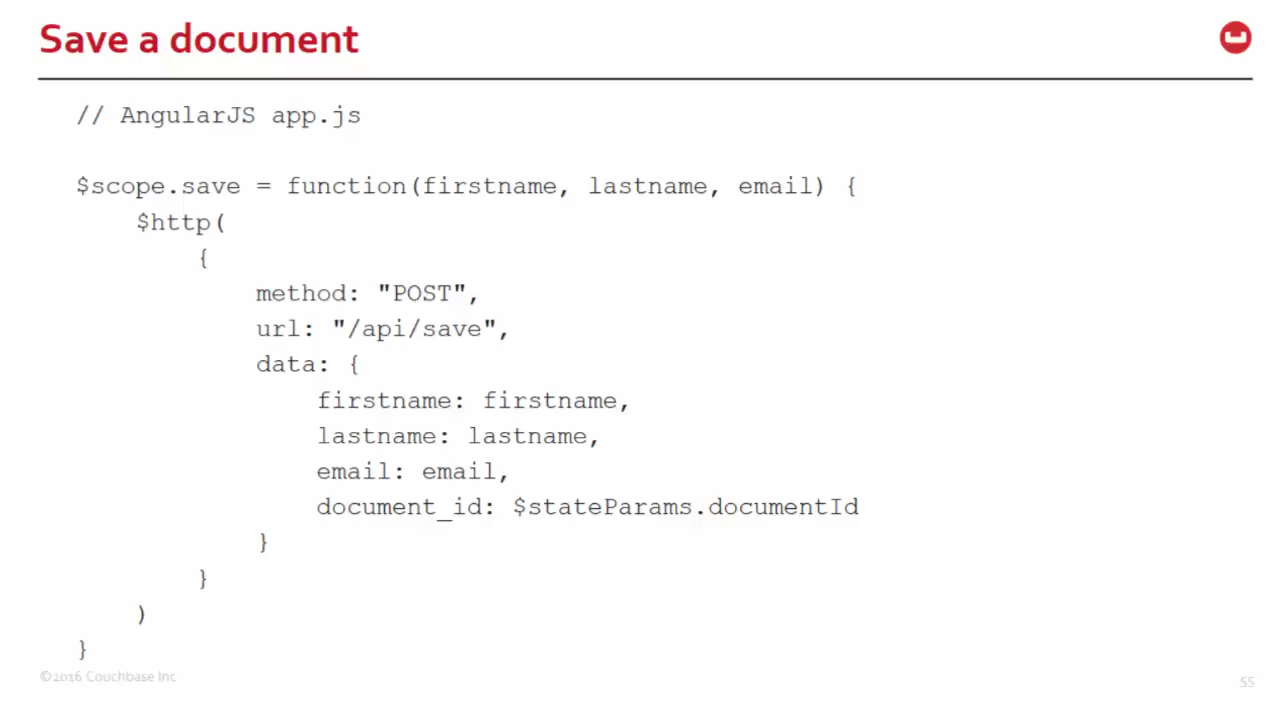 Save a document
// AngularJS app.js
$scope.save = function(firstname, lastname, email) {
$http(
{
method: "POST",
url: "/api/save",
data: {
firstname: firstname,
lastname: lastname,
email: email,
document_id: $stateParams.documentId
}
}
)
}
©2016 Couchbase Inc
55